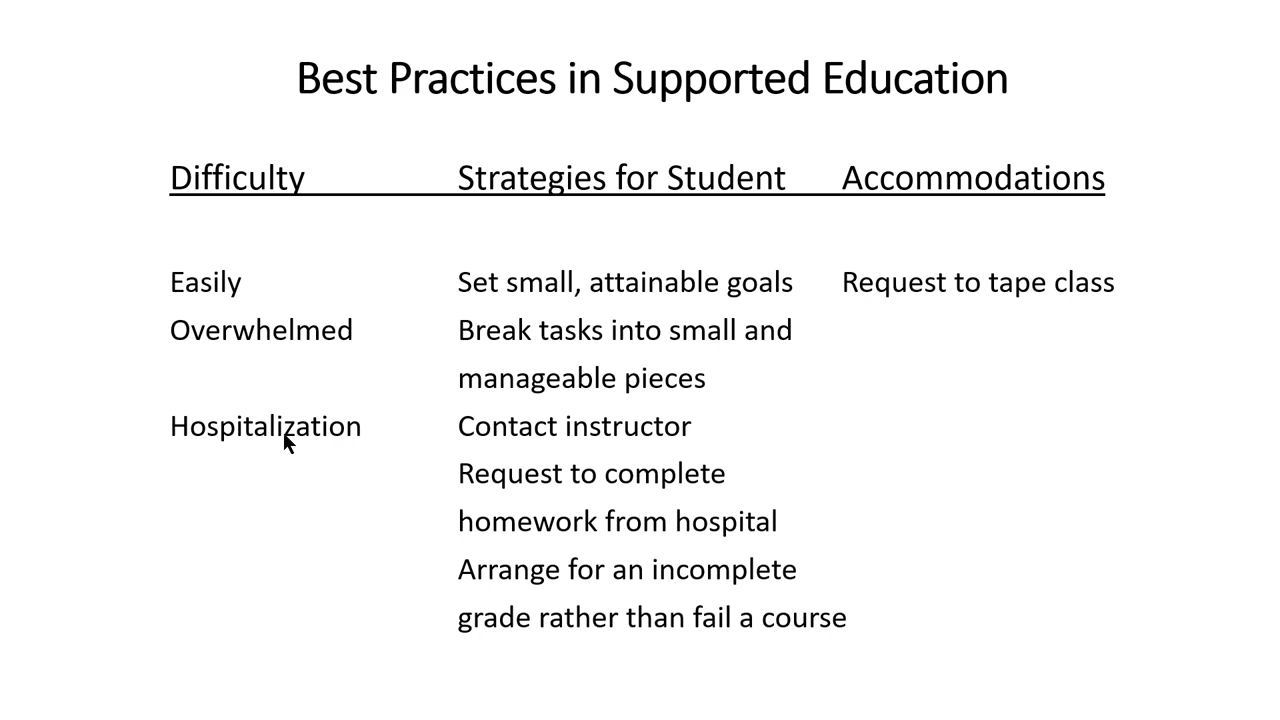 Best Practices in Supported Education
Difficulty Strategies for Student Accommodations
Easily Set small, attainable goals Request to tape class
Overwhelmed Break tasks into small and
manageable pieces
Hospitalization Contact instructor
Request to complete
homework from hospital
Arrange for an incomplete
grade rather than fail a course